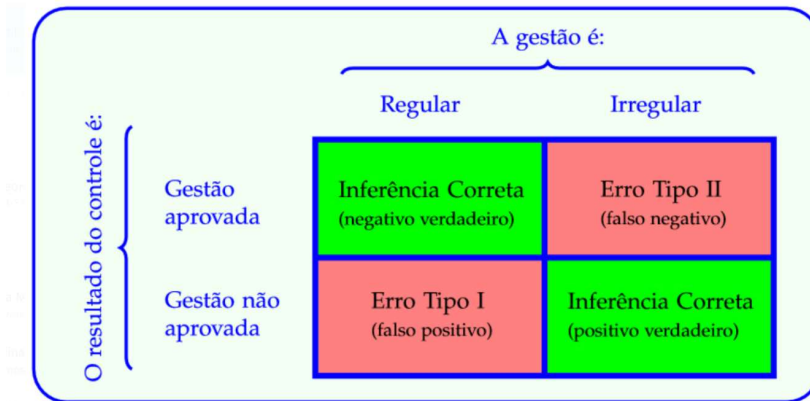 A gestão é:
Regular
Irregular
O resultado do controle é:
Gestão
aprovada
Inferência Correta
(negativo verdadeiro)
Erro Tipo II
(falso negativo)
Gestão não
aprovada
Erro Tipo I
(falso positivo)
Inferência Correta
(positivo verdadeiro)